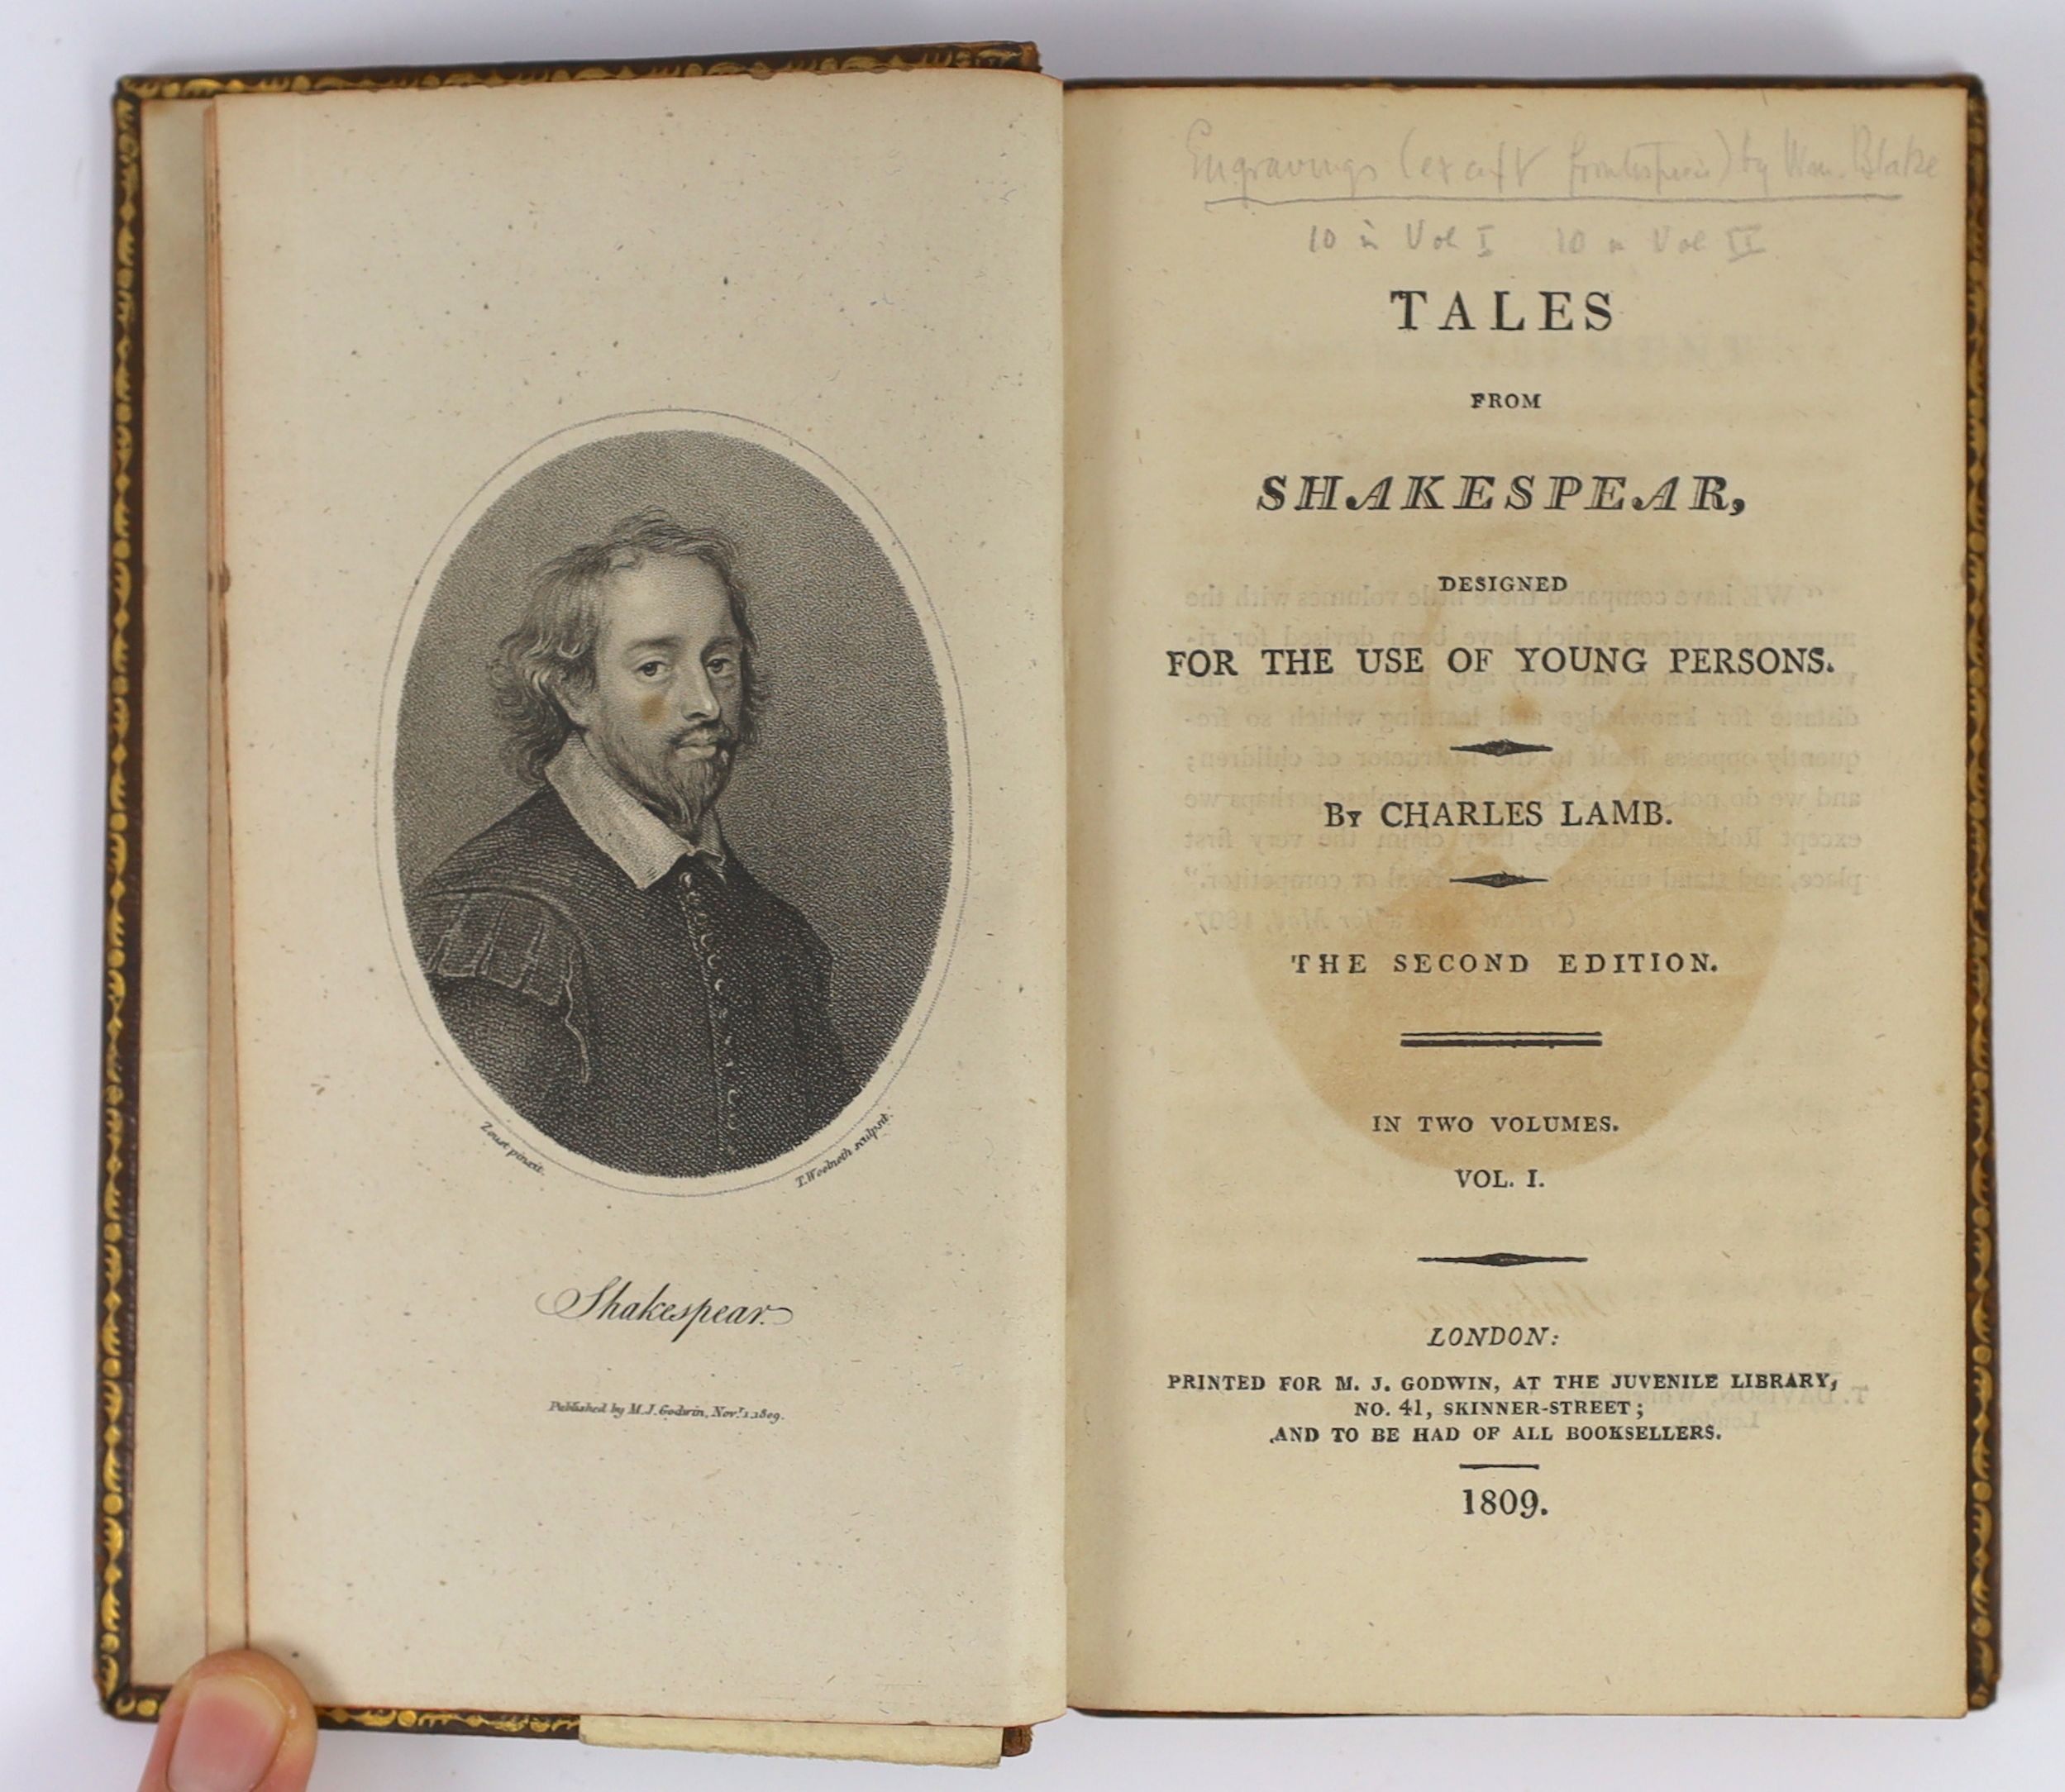 Zoust pinxit.
T. Woolnoth sculpsit.
Shakespear.
Published by M. J. Godwin, Novr. 1. 1809.
Engravings (except frontispiece) by Wm. Blake
10 in Vol I 10 in Vol II
TALES
FROM
SHAKESPEAR,
DESIGNED
FOR THE USE OF YOUNG PERSONS.
By CHARLES LAMB.
THE SECOND EDITION.
IN TWO VOLUMES.
VOL. I.
LONDON:
PRINTED FOR M. J. GODWIN, AT THE JUVENILE LIBRARY,
NO. 41, SKINNER-STREET;
AND TO BE HAD OF ALL BOOKSELLERS.
1809.